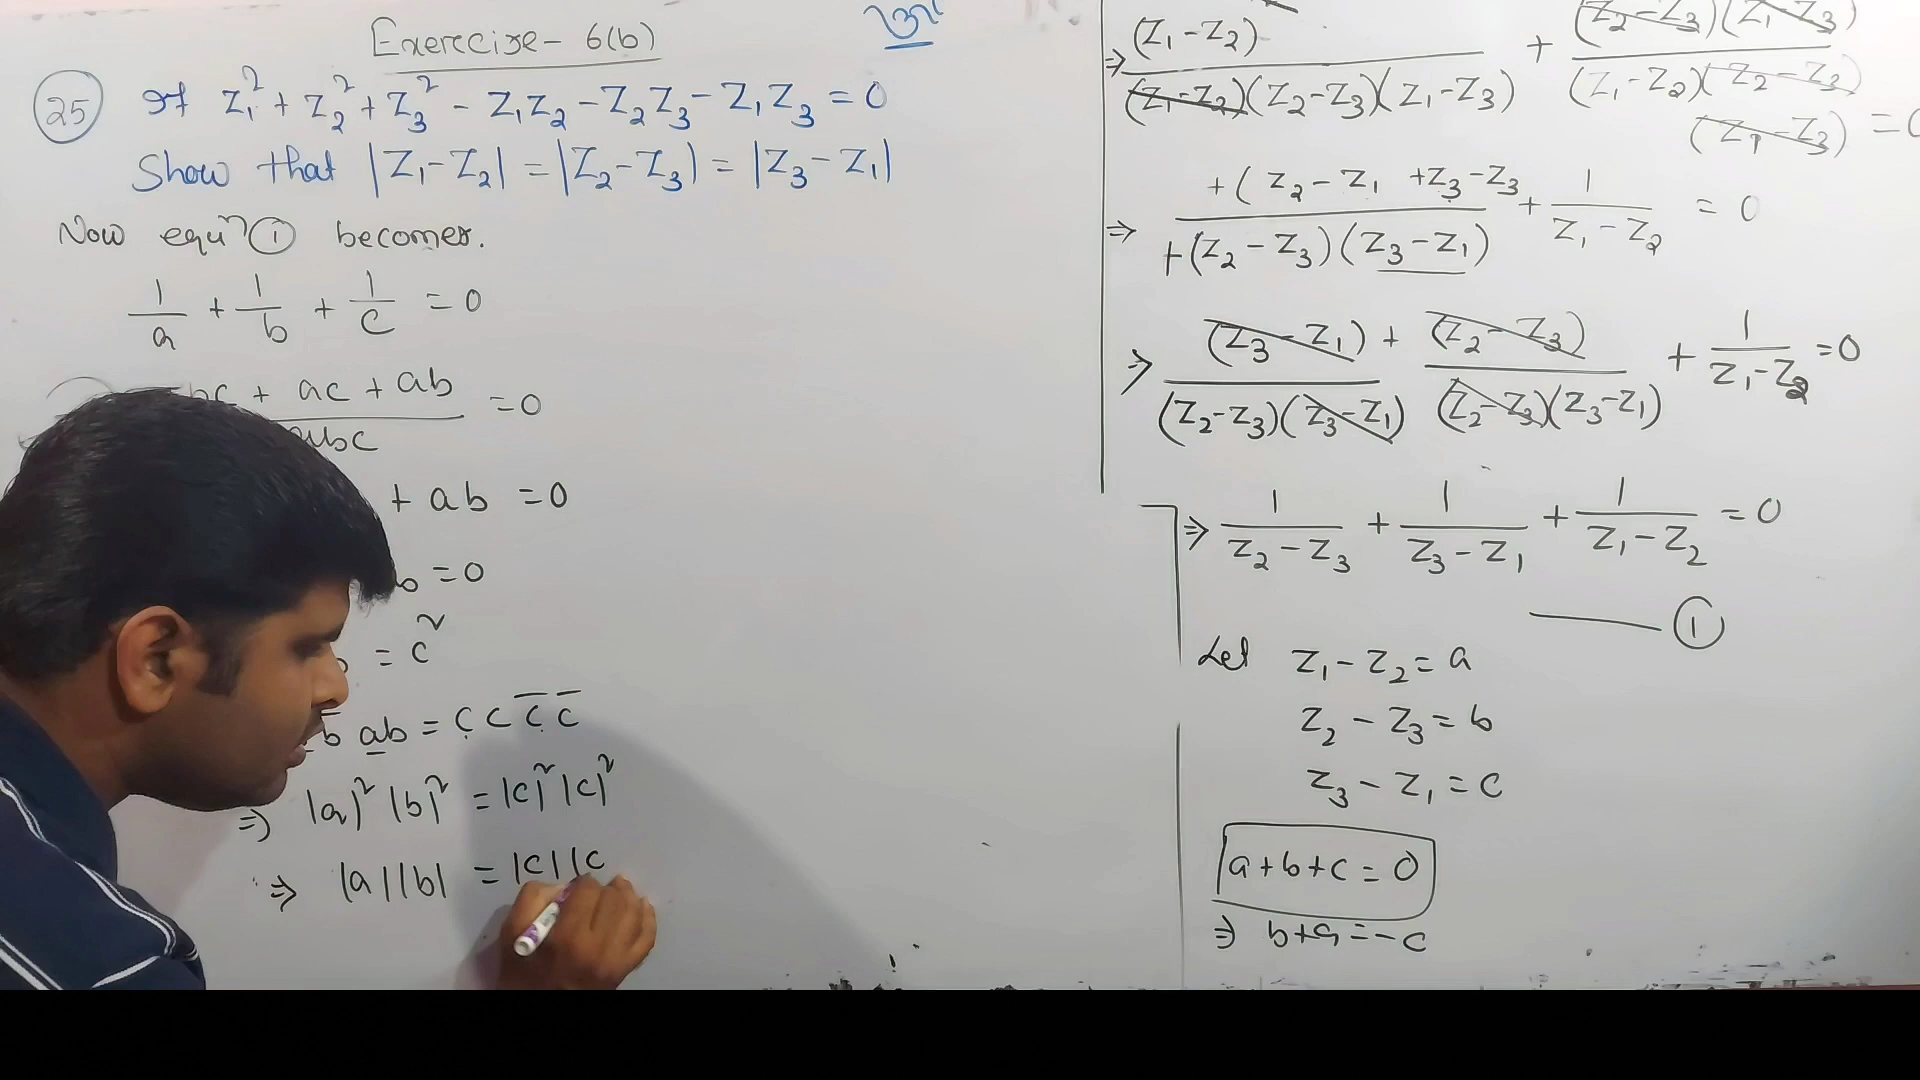 Exercise - 6(b)
25 If z₁² + z₂² + z₃² - z₁z₂ - z₂z₃ - z₁z₃ = 0
Show that |z₁-z₂| = |z₂-z₃| = |z₃-z₁|
Now equⁿ ① becomes.
1/a + 1/b + 1/c = 0
bc + ac + ab / abc = 0
+ ab = 0
b = 0
b = c²
b̄ ab = c c c̄ c̄
⇒ |a|² |b|² = |c|² |c|²
⇒ |a||b| = |c||c
⇒ (z₁-z₂) / (z₁-z₂)(z₂-z₃)(z₁-z₃) + (z₂-z₃)(z₁-z₃) / (z₁-z₂)(z₂-z₃)(z₁-z₃) = 0
⇒ +(z₂-z₁ +z₃-z₃ / +(z₂-z₃)(z₃-z₁) + 1/z₁-z₂ = 0
⇒ (z₃-z₁) / (z₂-z₃)(z₃-z₁) + (z₂-z₃) / (z₂-z₃)(z₃-z₁) + 1/z₁-z₂ = 0
⇒ 1/z₂-z₃ + 1/z₃-z₁ + 1/z₁-z₂ = 0
—— ①
Let z₁-z₂ = a
z₂-z₃ = b
z₃-z₁ = c
a+b+c = 0
⇒ b+a = -c